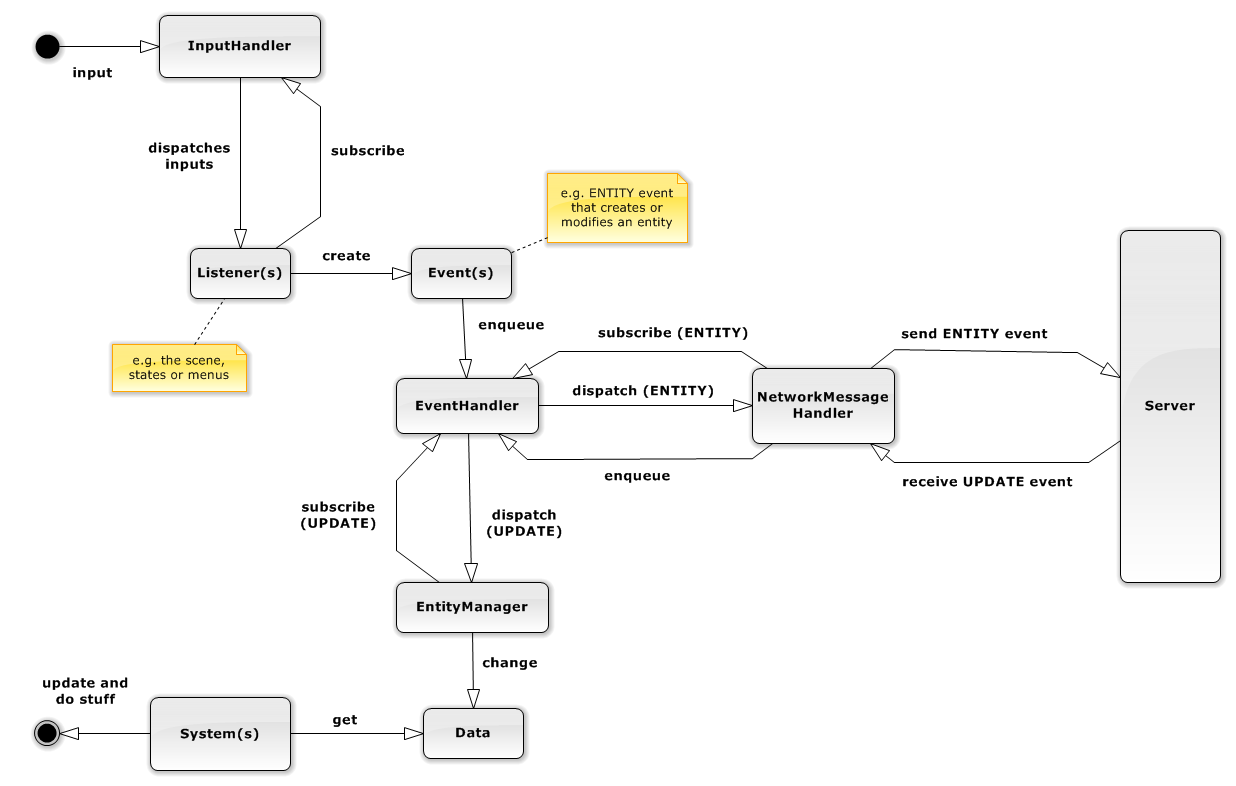 InputHandler
input
dispatches
inputs
subscribe
e.g. ENTITY event
that creates or
modifies an entity
create
Listener(s)
Event(s)
enqueue
subscribe (ENTITY)
send ENTITY event
e.g. the scene,
states or menus
EventHandler
dispatch (ENTITY)
NetworkMessage
Handler
Server
enqueue
receive UPDATE event
subscribe
(UPDATE)
dispatch
(UPDATE)
EntityManager
change
update and
do stuff
System(s)
get
Data